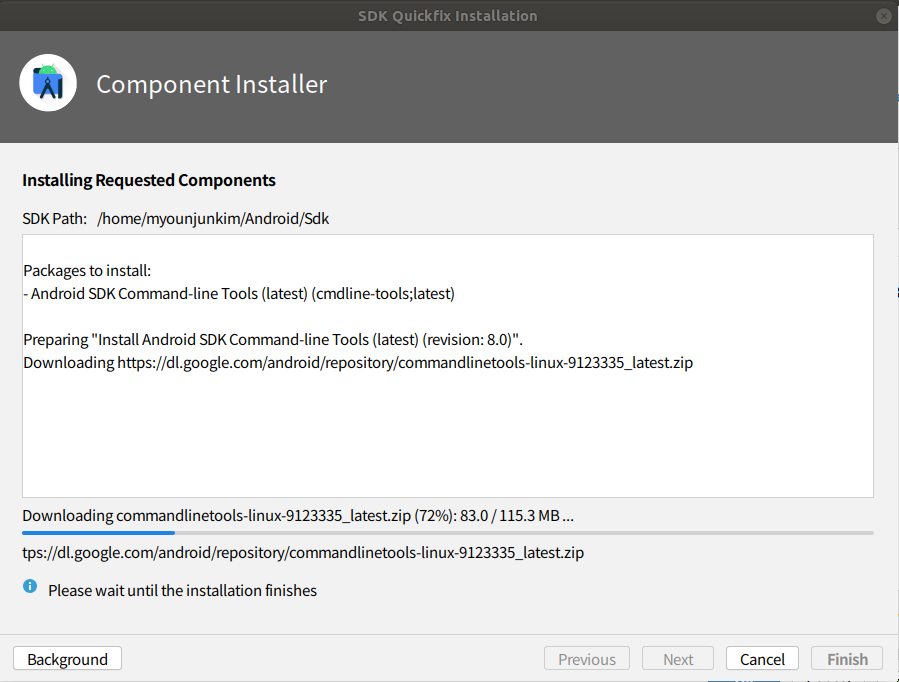 SDK Quickfix Installation
Component Installer
Installing Requested Components
SDK Path: /home/myounjunkim/Android/Sdk
Packages to install:
- Android SDK Command-line Tools (latest) (cmdline-tools;latest)
Preparing "Install Android SDK Command-line Tools (latest) (revision: 8.0)".
Downloading https://dl.google.com/android/repository/commandlinetools-linux-9123335_latest.zip
Downloading commandlinetools-linux-9123335_latest.zip (72%): 83.0 / 115.3 MB ...
tps://dl.google.com/android/repository/commandlinetools-linux-9123335_latest.zip
Please wait until the installation finishes
Background Previous Next Cancel Finish